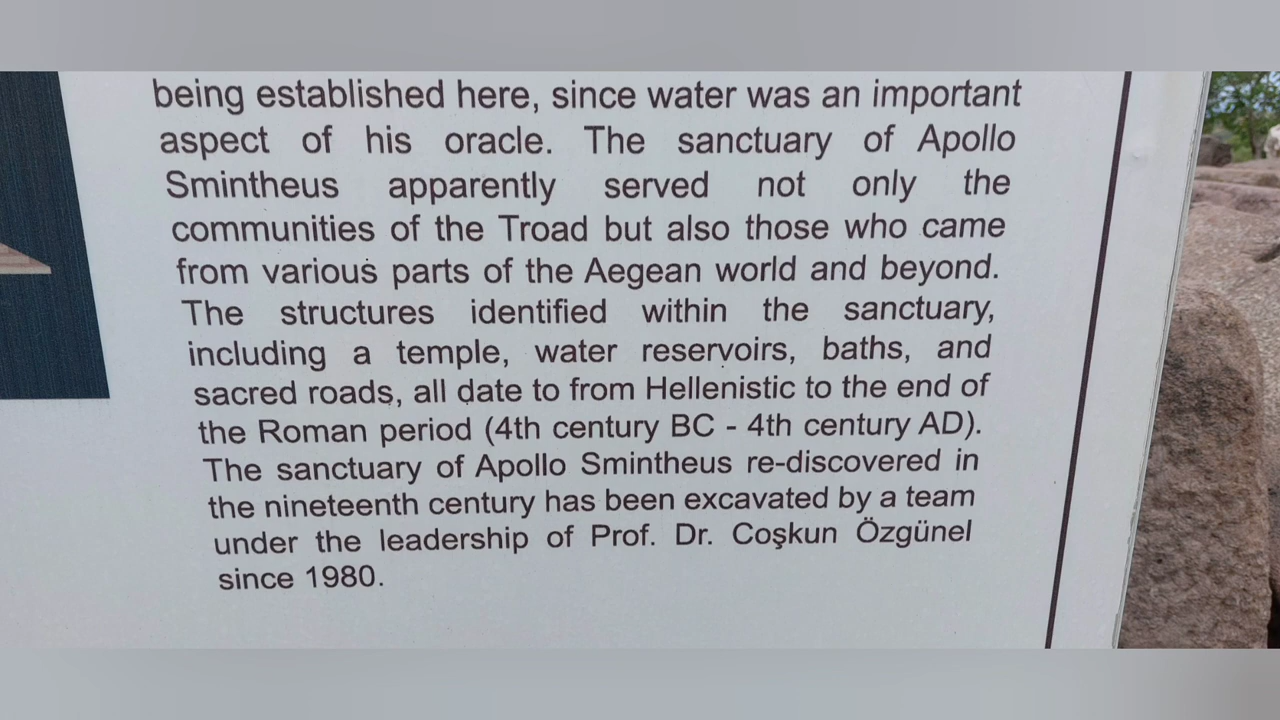 being established here, since water was an important
aspect of his oracle. The sanctuary of Apollo
Smintheus apparently served not only the
communities of the Troad but also those who came
from various parts of the Aegean world and beyond.
The structures identified within the sanctuary,
including a temple, water reservoirs, baths, and
sacred roads, all date to from Hellenistic to the end of
the Roman period (4th century BC - 4th century AD).
The sanctuary of Apollo Smintheus re-discovered in
the nineteenth century has been excavated by a team
under the leadership of Prof. Dr. Coşkun Özgünel
since 1980.